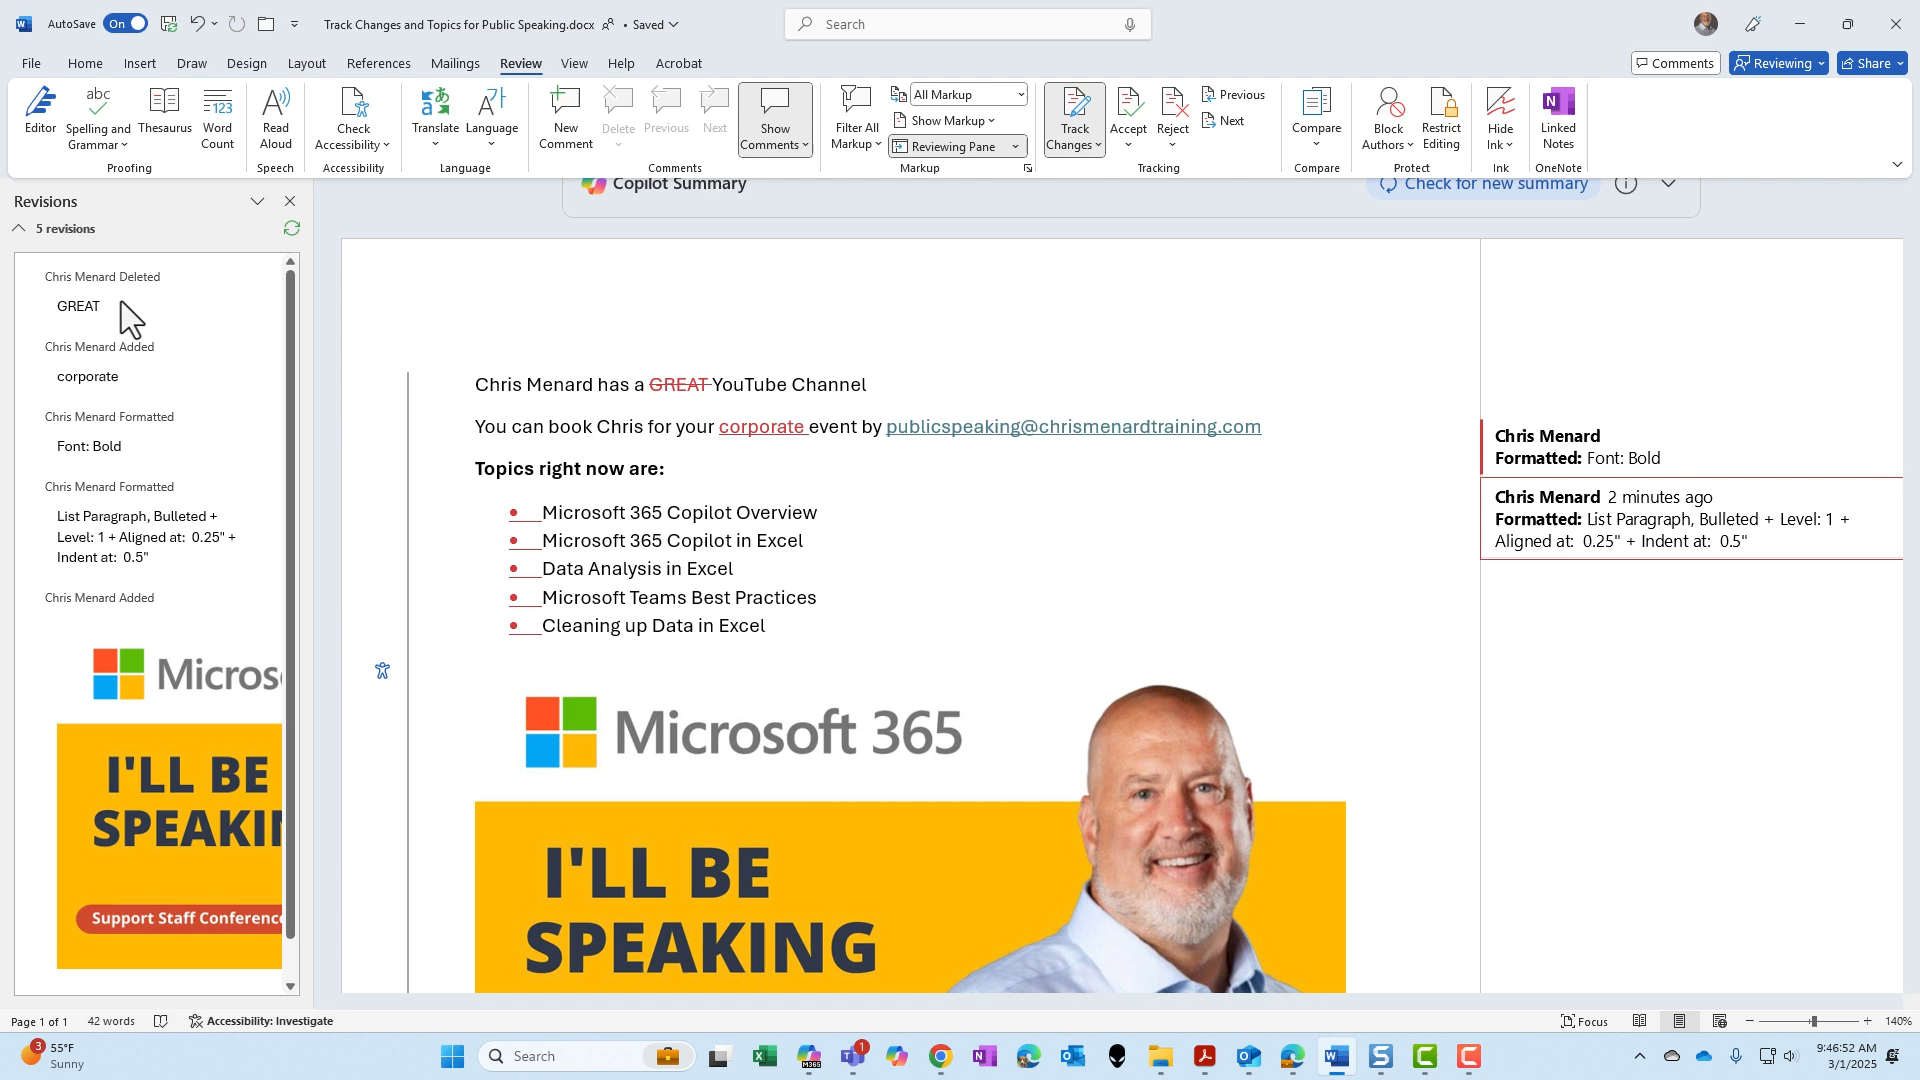 AutoSave On Track Changes and Topics for Public Speaking.docx • Saved Search
File Home Insert Draw Design Layout References Mailings Review View Help Acrobat Comments Reviewing Share
Editor
abc
Spelling and
Grammar
Thesaurus
123
Word
Count
Proofing
Read
Aloud
Speech
Check
Accessibility
Accessibility
Translate
Language
Language
New
Comment
Delete
Previous
Next
Show
Comments
Comments
Filter All
Markup
All Markup
Show Markup
Reviewing Pane
Markup
Track
Changes
Accept
Reject
Previous
Next
Tracking
Compare
Compare
Block
Authors
Restrict
Editing
Protect
Hide
Ink
Ink
Linked
Notes
OneNote
Revisions
5 revisions
Chris Menard Deleted
GREAT
Chris Menard Added
corporate
Chris Menard Formatted
Font: Bold
Chris Menard Formatted
List Paragraph, Bulleted +
Level: 1 + Aligned at: 0.25" +
Indent at: 0.5"
Chris Menard Added
Micros
I'LL BE
SPEAKIN
Support Staff Conference
Copilot Summary Check for new summary
Chris Menard has a GREAT YouTube Channel
You can book Chris for your corporate event by publicspeaking@chrismenardtraining.com
Topics right now are:
• Microsoft 365 Copilot Overview
• Microsoft 365 Copilot in Excel
• Data Analysis in Excel
• Microsoft Teams Best Practices
• Cleaning up Data in Excel
Microsoft 365
I'LL BE
SPEAKING
Chris Menard
Formatted: Font: Bold
Chris Menard 2 minutes ago
Formatted: List Paragraph, Bulleted + Level: 1 +
Aligned at: 0.25" + Indent at: 0.5"
Page 1 of 1 42 words Accessibility: Investigate Focus 140%
3
55°F
Sunny
Search
M365
1
9:46:52 AM
3/1/2025